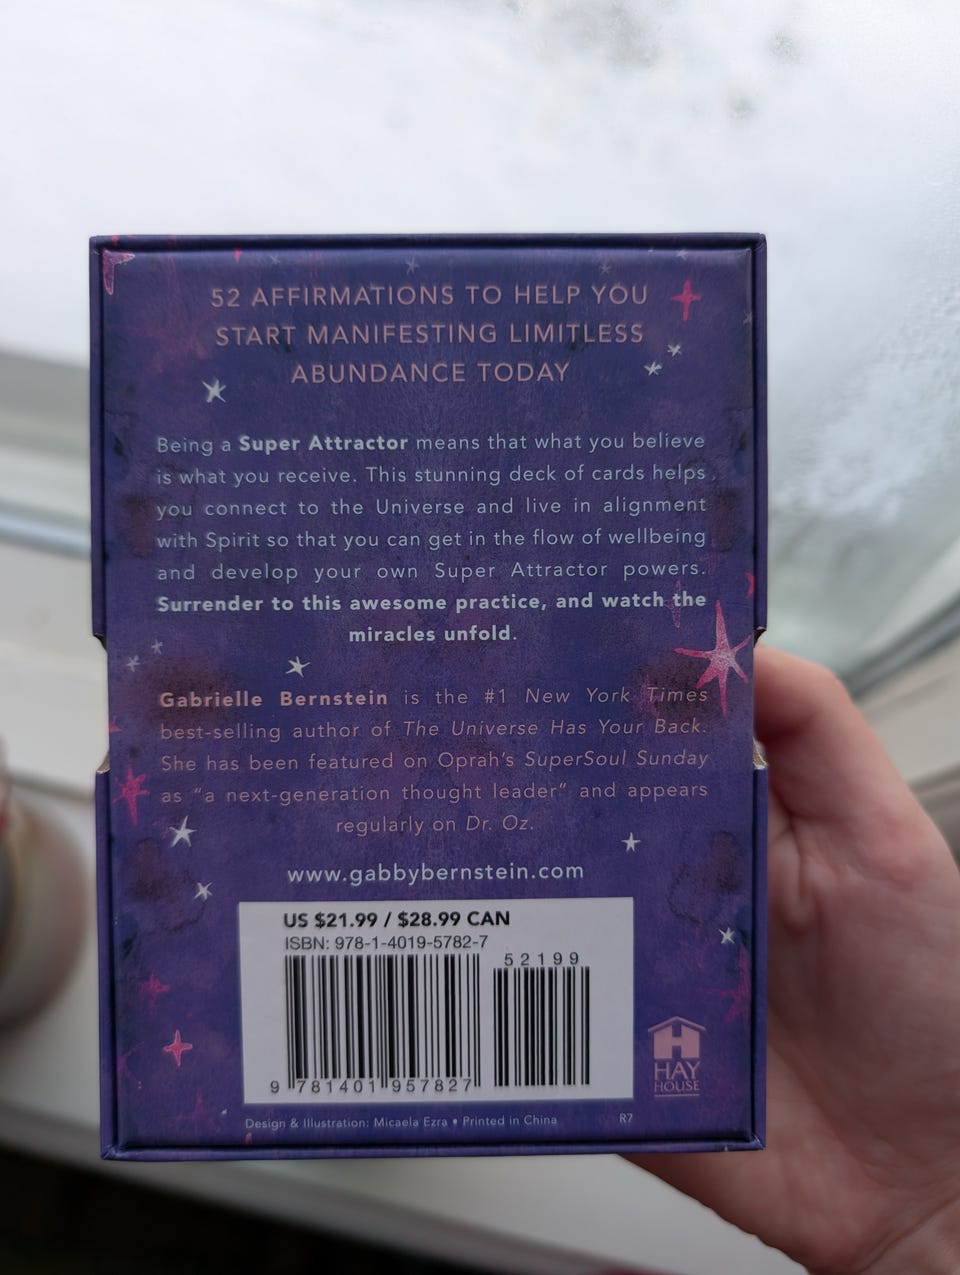 52 AFFIRMATIONS TO HELP YOU
START MANIFESTING LIMITLESS
ABUNDANCE TODAY
Being a Super Attractor means that what you believe
is what you receive. This stunning deck of cards helps
you connect to the Universe and live in alignment
with Spirit so that you can get in the flow of wellbeing
and develop your own Super Attractor powers.
Surrender to this awesome practice, and watch the
miracles unfold.
Gabrielle Bernstein is the #1 New York Times
best-selling author of The Universe Has Your Back.
She has been featured on Oprah's SuperSoul Sunday
as "a next-generation thought leader" and appears
regularly on Dr. Oz.
www.gabbybernstein.com
US $21.99 / $28.99 CAN
ISBN: 978-1-4019-5782-7
52199
9 781401 957827
HAY
HOUSE
Design & Illustration: Micaela Ezra • Printed in China
R7